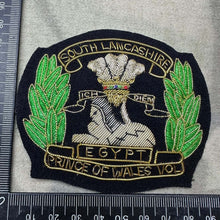 SOUTH LANCASHIRE
ICH DIEN
EGYPT
PRINCE OF WALES VOL